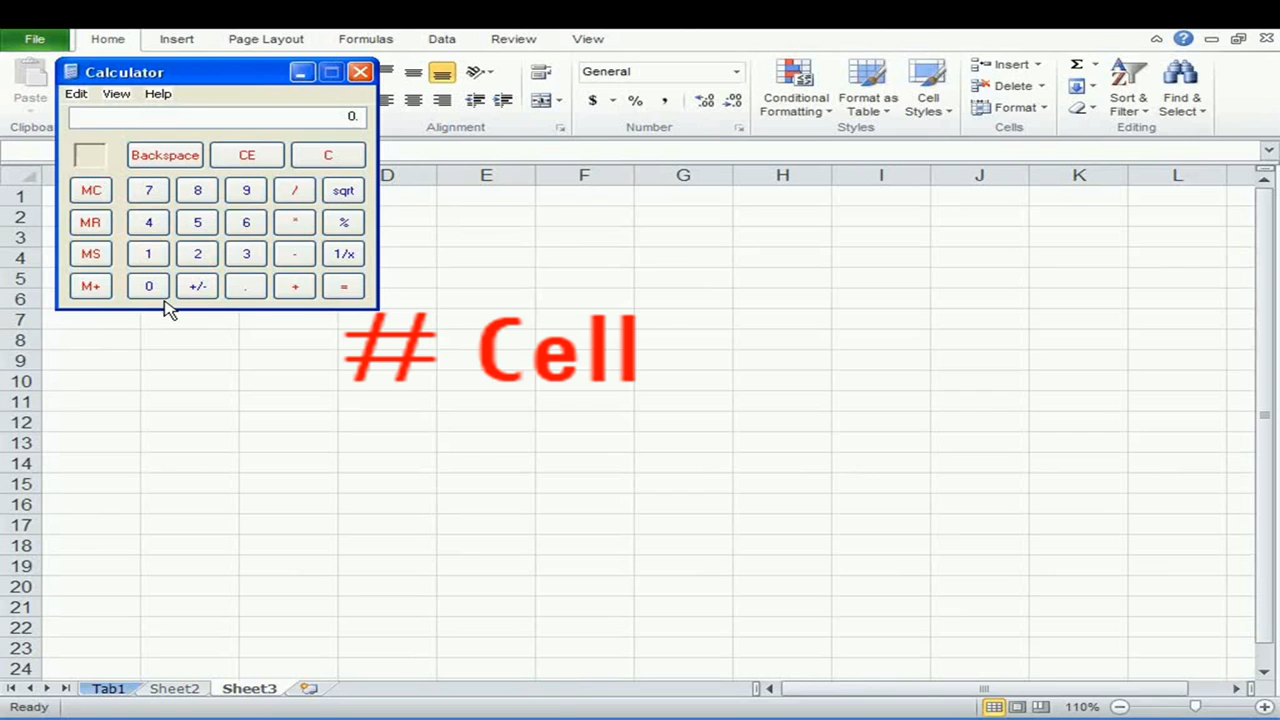 File Home Insert Page Layout Formulas Data Review View
Calculator
Edit View Help
0.
Backspace CE C
MC 7 8 9 / sqrt
MR 4 5 6 * %
MS 1 2 3 - 1/x
M+ 0 +/- . + =
Paste
General
$ % ,
Conditional Formatting
Format as Table
Cell Styles
Insert
Delete
Format
Σ
Sort & Filter
Find & Select
Alignment Number Styles Cells Editing
D E F G H I J K L
1
2
3
4
5
6
7
8
9
10
11
12
13
14
15
16
17
18
19
20
21
22
23
24
# Cell
Tab1 Sheet2 Sheet3
Ready 110%